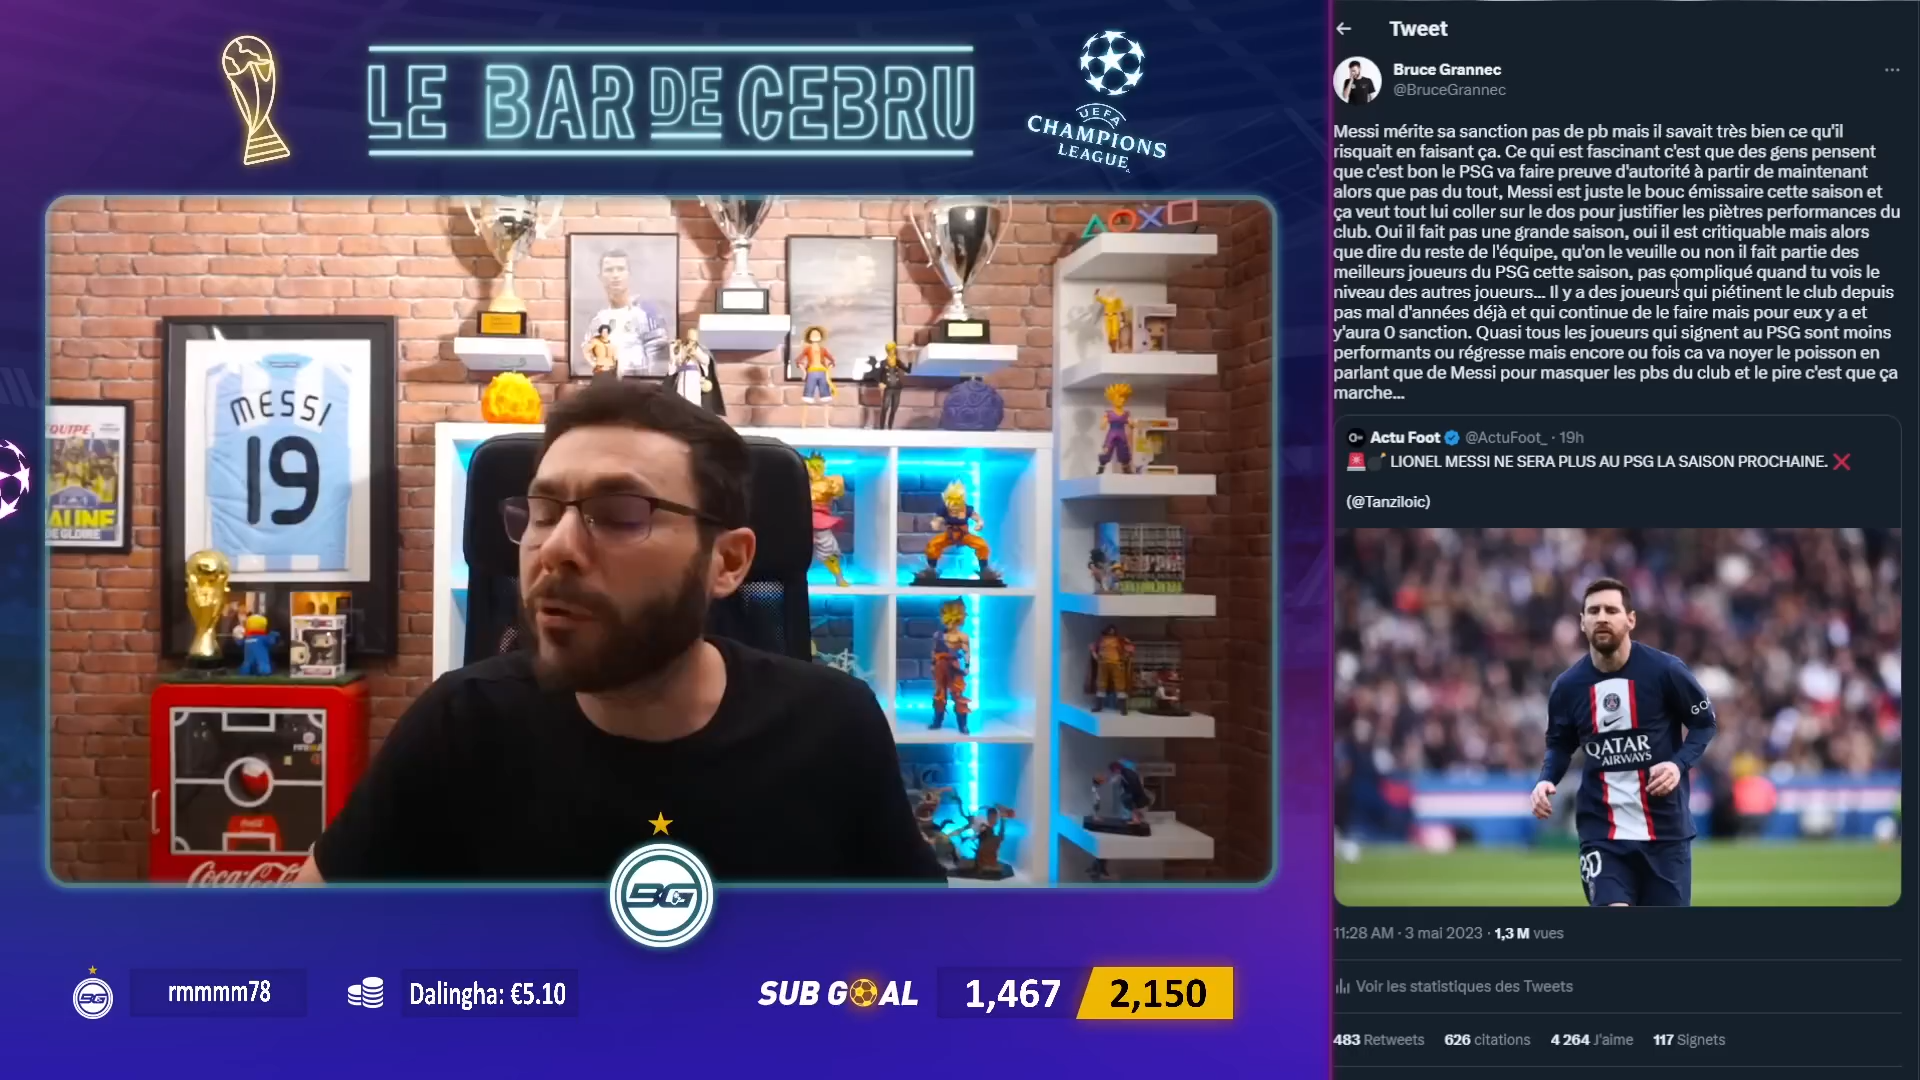 LE BAR DE CEBRU
UEFA
CHAMPIONS
LEAGUE
MESSI
19
QUIPE
AUNE
DE GLOIRE
Coca-Cola
BG
BG
rmmmm78
Dalingha: €5.10
SUB GOAL
1,467
2,150
Tweet
Bruce Grannec
@BruceGrannec
Messi mérite sa sanction pas de pb mais il savait très bien ce qu'il
risquait en faisant ça. Ce qui est fascinant c'est que des gens pensent
que c'est bon le PSG va faire preuve d'autorité à partir de maintenant
alors que pas du tout, Messi est juste le bouc émissaire cette saison et
ça veut tout lui coller sur le dos pour justifier les piètres performances du
club. Oui il fait pas une grande saison, oui il est critiquable mais alors
que dire du reste de l'équipe, qu'on le veuille ou non il fait partie des
meilleurs joueurs du PSG cette saison, pas compliqué quand tu vois le
niveau des autres joueurs... Il y a des joueurs qui piétinent le club depuis
pas mal d'années déjà et qui continue de le faire mais pour eux y a et
y'aura 0 sanction. Quasi tous les joueurs qui signent au PSG sont moins
performants ou régresse mais encore ou fois ca va noyer le poisson en
parlant que de Messi pour masquer les pbs du club et le pire c'est que ça
marche...
Actu Foot @ActuFoot_ · 19h
LIONEL MESSI NE SERA PLUS AU PSG LA SAISON PROCHAINE.
(@Tanziloic)
QATAR
AIRWAYS
30
11:28 AM · 3 mai 2023 · 1,3 M vues
Voir les statistiques des Tweets
483 Retweets 626 citations 4 264 J'aime 117 Signets